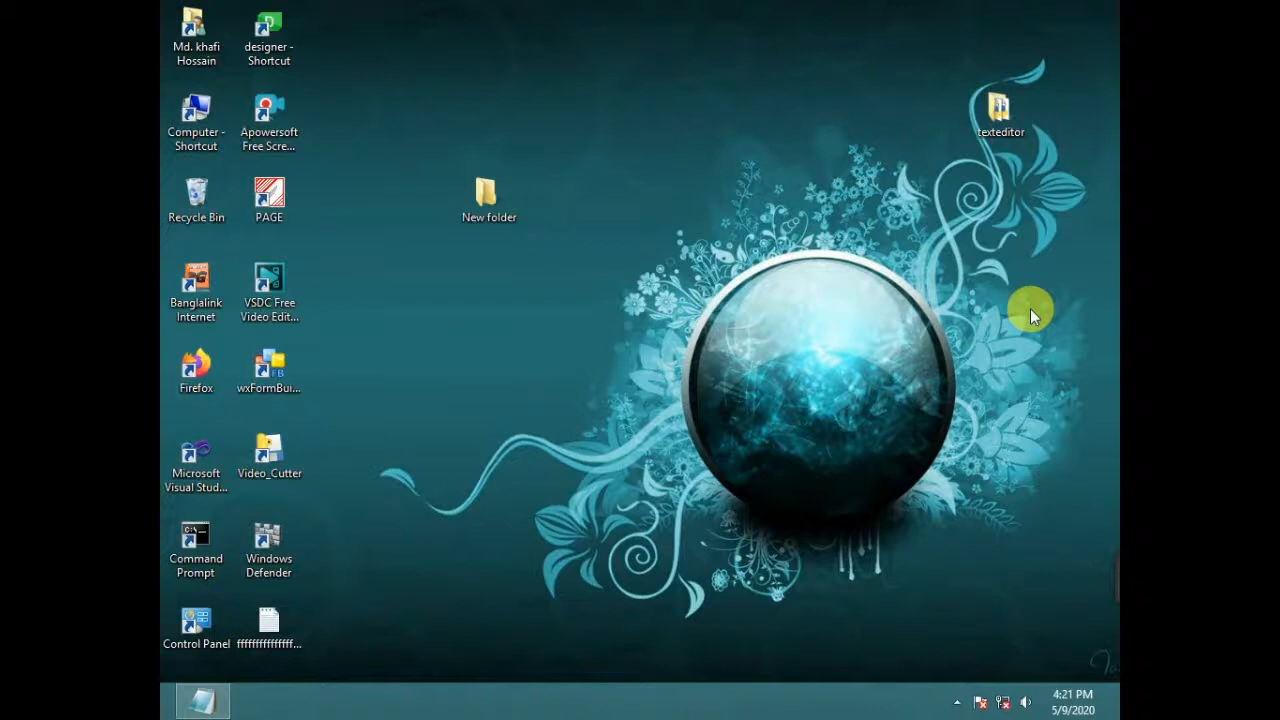 Md. khafi
Hossain
designer -
Shortcut
Computer -
Shortcut
Apowersoft
Free Scre...
texteditor
Recycle Bin
PAGE
New folder
Banglalink
Internet
VSDC Free
Video Edit...
Firefox
wxFormBui...
FB
Microsoft
Visual Stud...
Video_Cutter
C:\
Command
Prompt
Windows
Defender
Control Panel
fffffffffffffff...
4:21 PM
5/9/2020